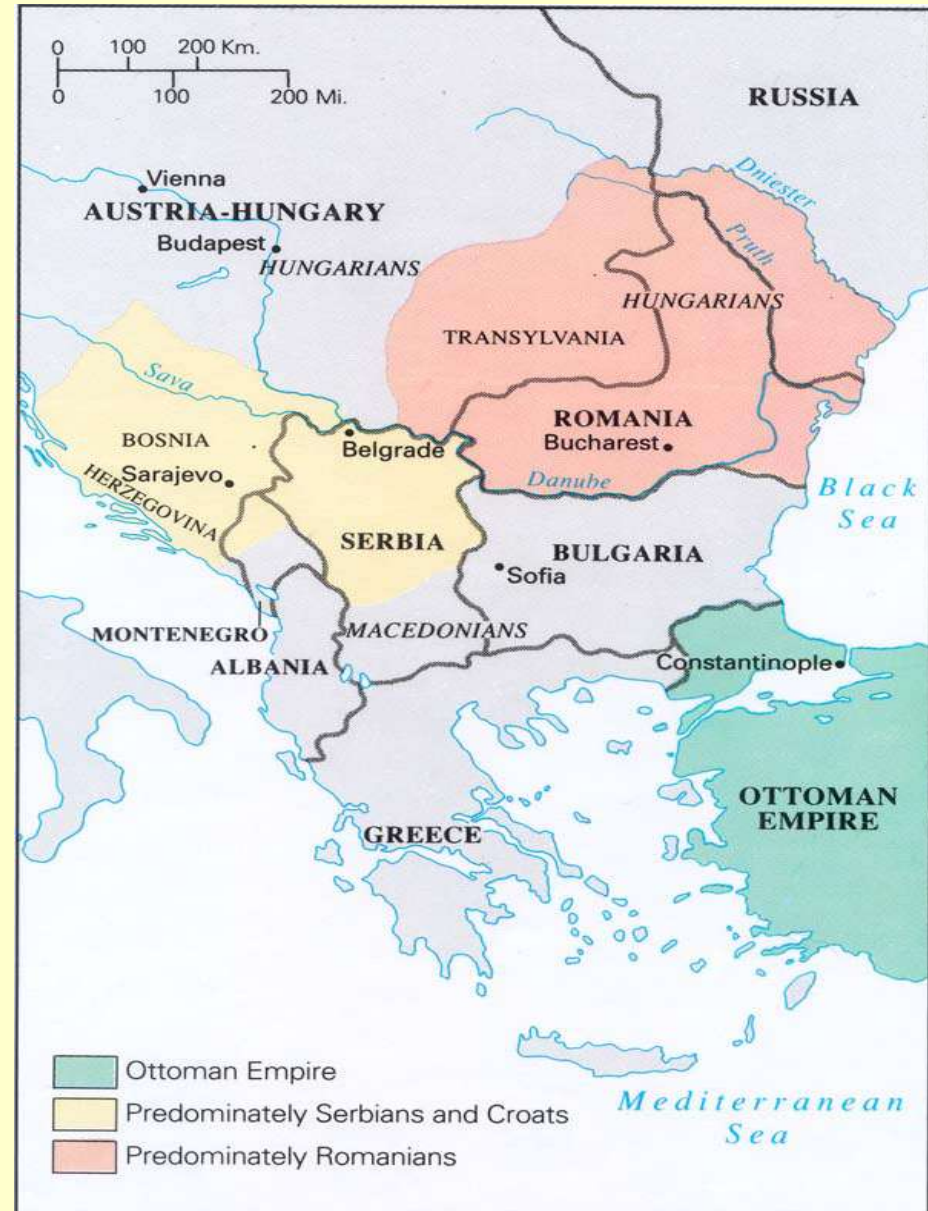 0 100 200 Km.
0 100 200 Mi.
RUSSIA
Dniester
Vienna
AUSTRIA-HUNGARY
Pruth
Budapest
HUNGARIANS
HUNGARIANS
TRANSYLVANIA
Sava
ROMANIA
BOSNIA
Belgrade
Bucharest
Sarajevo
Danube
HERZEGOVINA
Black
Sea
SERBIA
BULGARIA
Sofia
MONTENEGRO
MACEDONIANS
ALBANIA
Constantinople
OTTOMAN
EMPIRE
GREECE
Ottoman Empire
Predominately Serbians and Croats
Predominately Romanians
Mediterranean
Sea